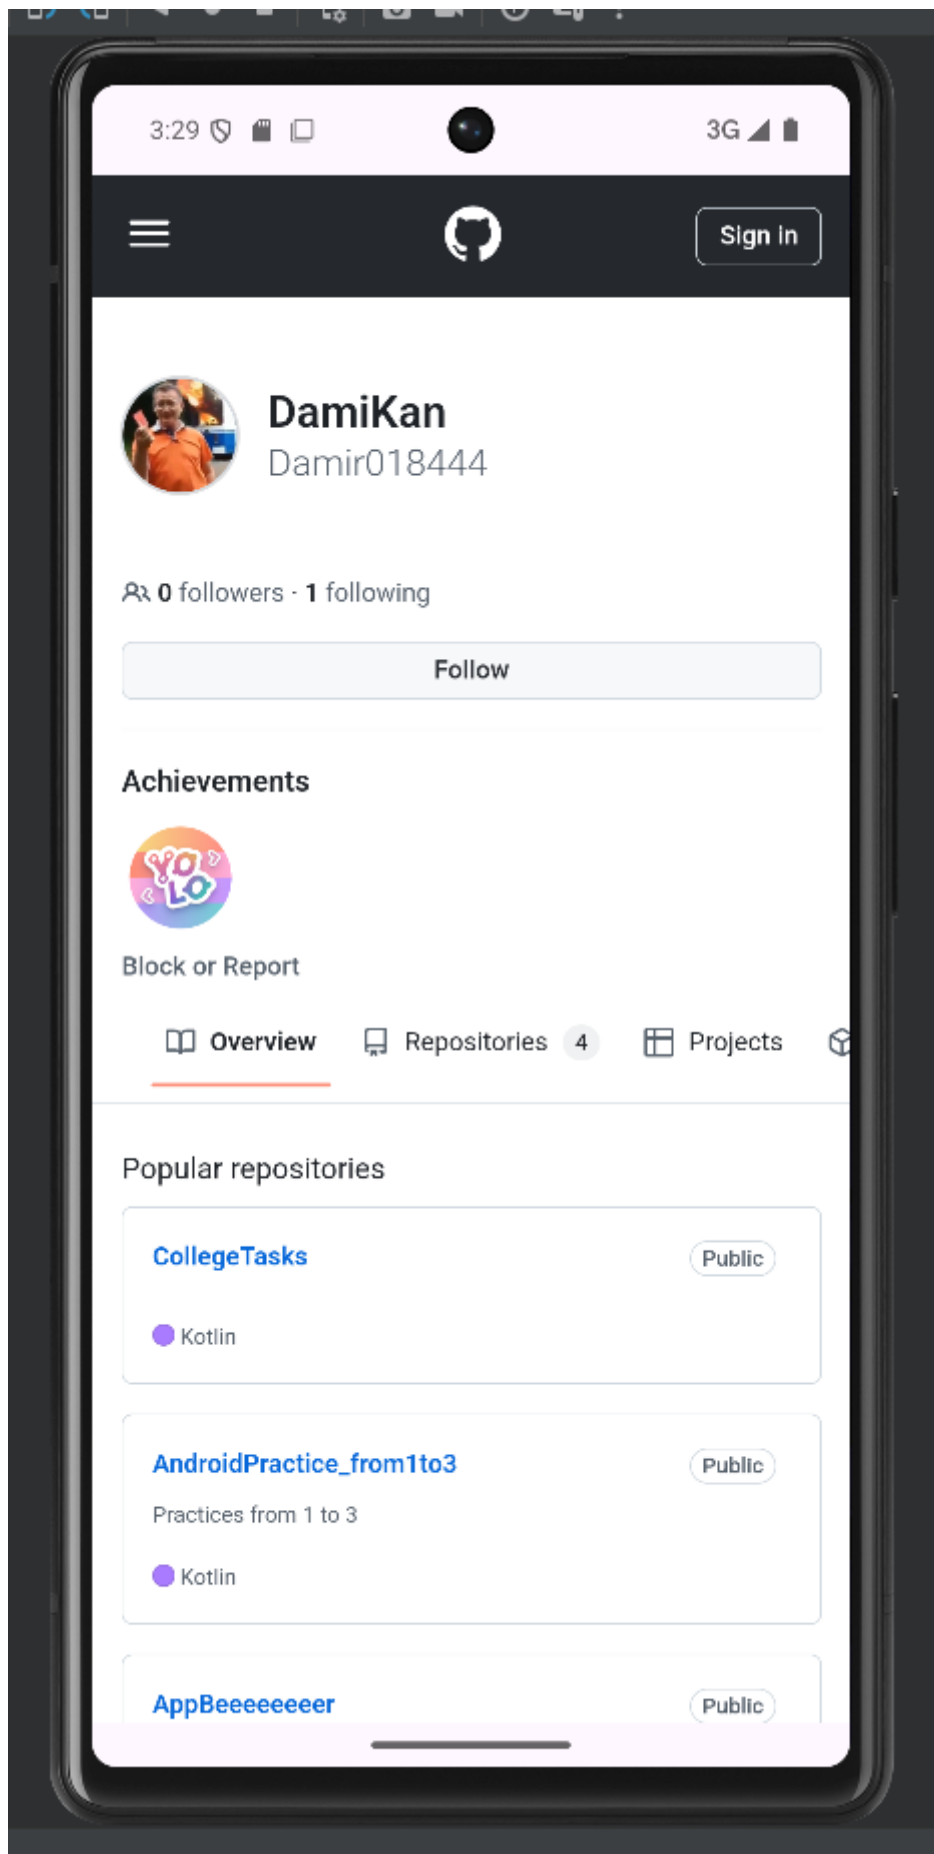 3:29
3G
Sign in
DamiKan
Damir018444
0 followers · 1 following
Follow
Achievements
YOLO
Block or Report
Overview Repositories 4 Projects
Popular repositories
CollegeTasks Public
Kotlin
AndroidPractice_from1to3 Public
Practices from 1 to 3
Kotlin
AppBeeeeeeeer Public